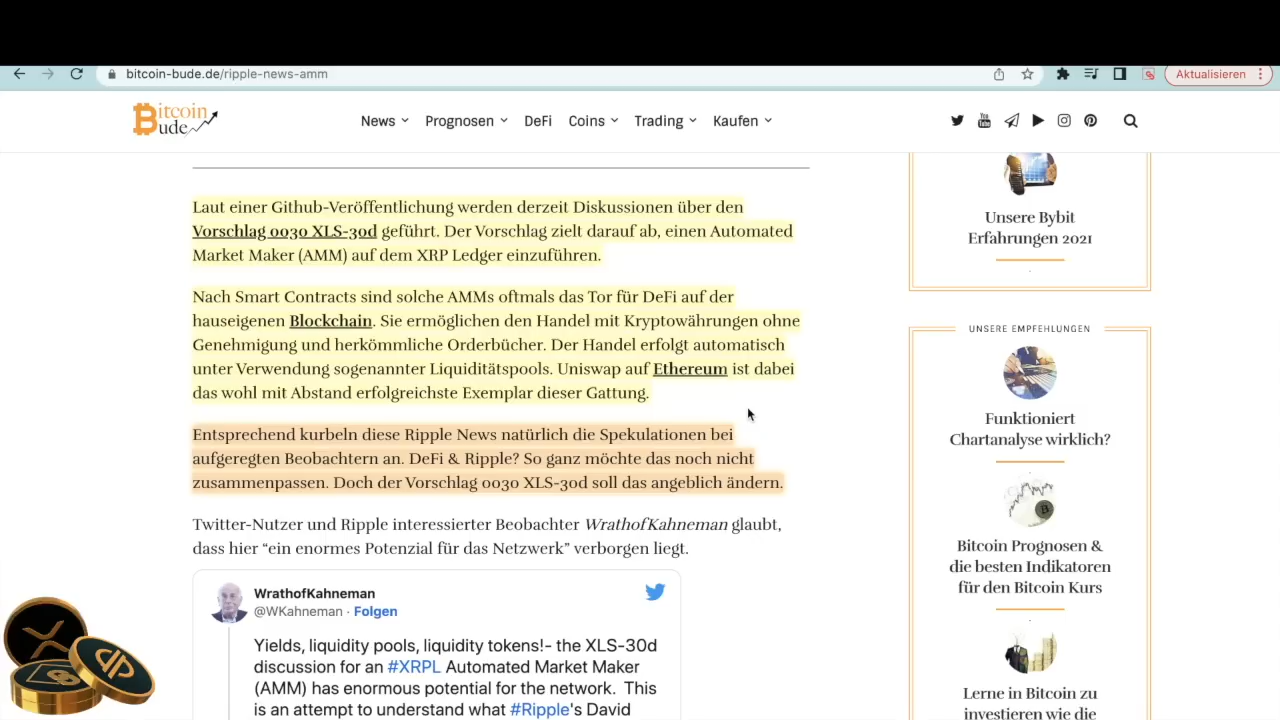 bitcoin-bude.de/ripple-news-amm
Aktualisieren
Bitcoin
Bude
News
Prognosen
DeFi
Coins
Trading
Kaufen
Laut einer Github-Veröffentlichung werden derzeit Diskussionen über den
Vorschlag 0030 XLS-30d geführt. Der Vorschlag zielt darauf ab, einen Automated
Market Maker (AMM) auf dem XRP Ledger einzuführen.
Nach Smart Contracts sind solche AMMs oftmals das Tor für DeFi auf der
hauseigenen Blockchain. Sie ermöglichen den Handel mit Kryptowährungen ohne
Genehmigung und herkömmliche Orderbücher. Der Handel erfolgt automatisch
unter Verwendung sogenannter Liquiditätspools. Uniswap auf Ethereum ist dabei
das wohl mit Abstand erfolgreichste Exemplar dieser Gattung.
Entsprechend kurbeln diese Ripple News natürlich die Spekulationen bei
aufgeregten Beobachtern an. DeFi & Ripple? So ganz möchte das noch nicht
zusammenpassen. Doch der Vorschlag 0030 XLS-30d soll das angeblich ändern.
Twitter-Nutzer und Ripple interessierter Beobachter WrathofKahneman glaubt,
dass hier “ein enormes Potenzial für das Netzwerk” verborgen liegt.
WrathofKahneman
@WKahneman · Folgen
Yields, liquidity pools, liquidity tokens!- the XLS-30d
discussion for an #XRPL Automated Market Maker
(AMM) has enormous potential for the network. This
is an attempt to understand what #Ripple's David
Unsere Bybit
Erfahrungen 2021
UNSERE EMPFEHLUNGEN
Funktioniert
Chartanalyse wirklich?
Bitcoin Prognosen &
die besten Indikatoren
für den Bitcoin Kurs
Lerne in Bitcoin zu
investieren wie die